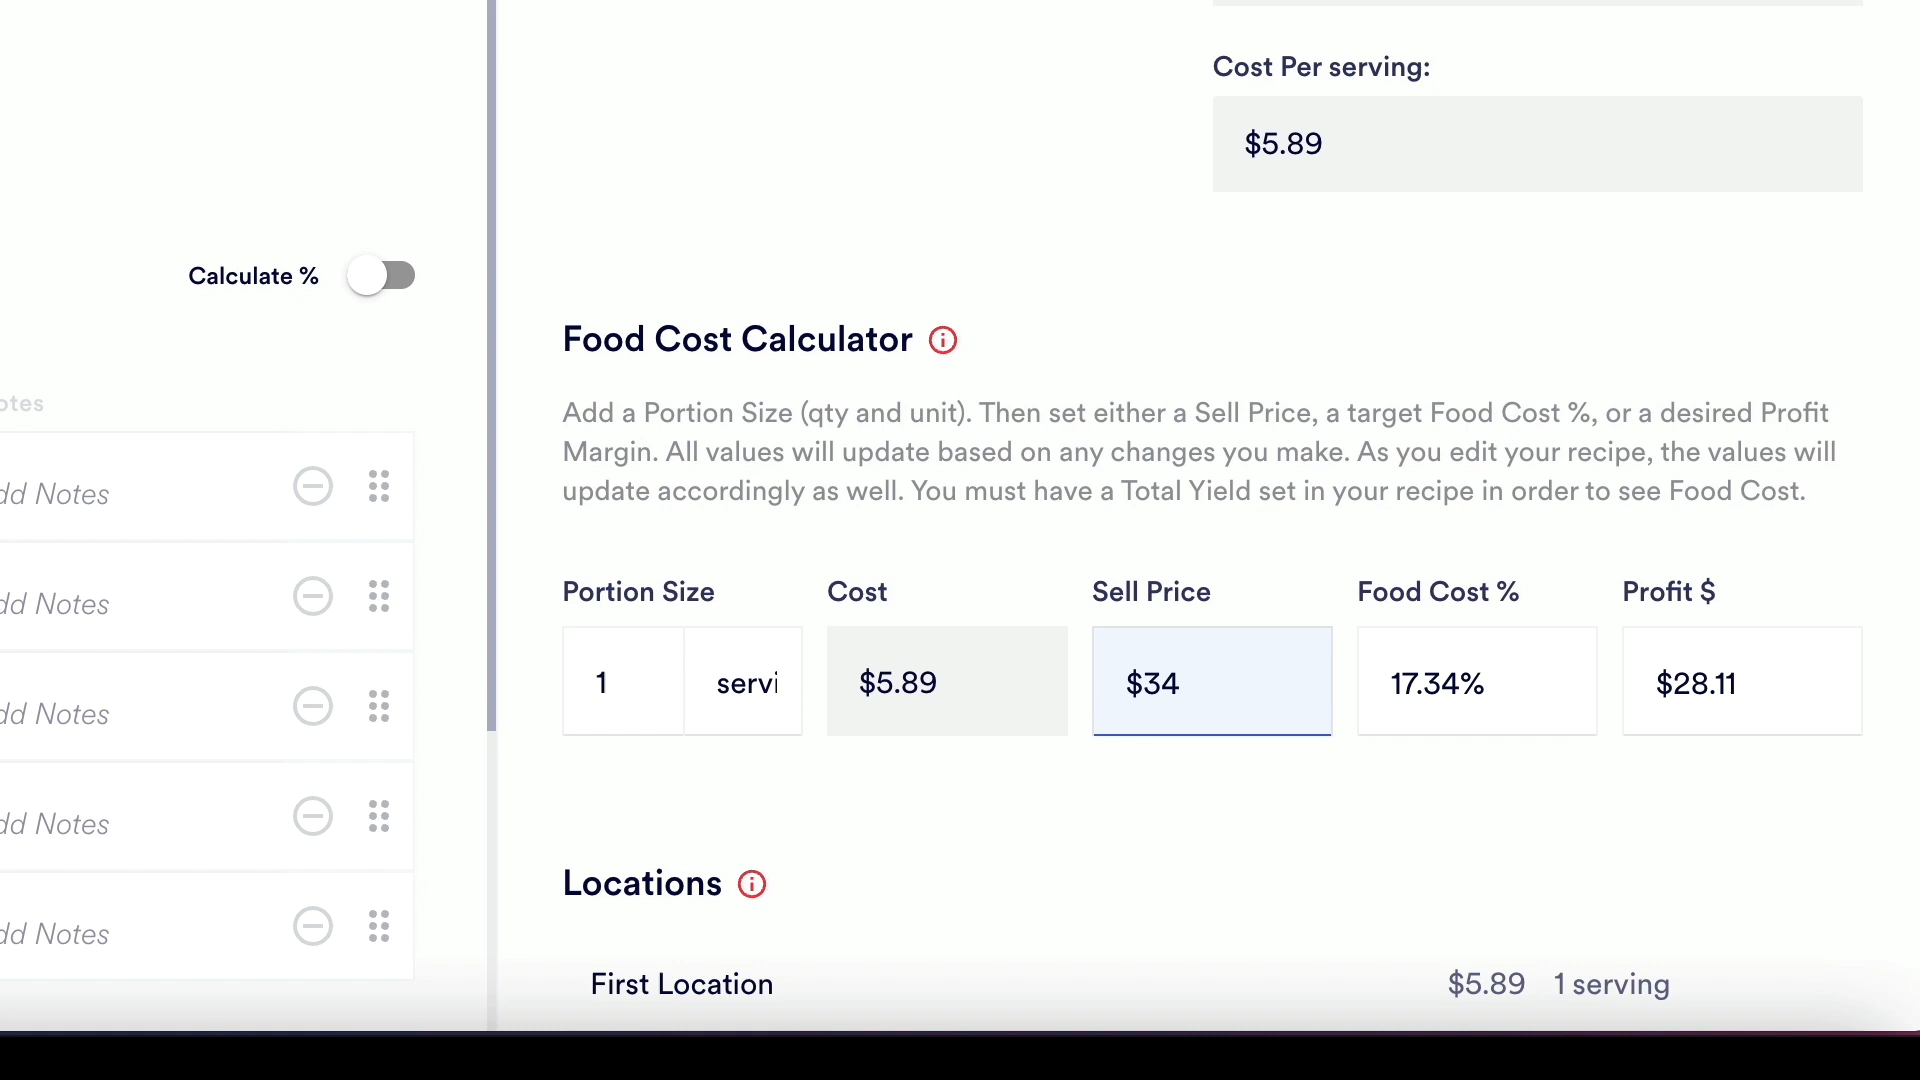 Cost Per serving:
$5.89
Calculate %
Food Cost Calculator
Add a Portion Size (qty and unit). Then set either a Sell Price, a target Food Cost %, or a desired Profit
Margin. All values will update based on any changes you make. As you edit your recipe, the values will
update accordingly as well. You must have a Total Yield set in your recipe in order to see Food Cost.
otes
dd Notes
dd Notes
dd Notes
dd Notes
dd Notes
Portion Size Cost Sell Price Food Cost % Profit $
1 servi $5.89 $34 17.34% $28.11
Locations
First Location $5.89 1 serving